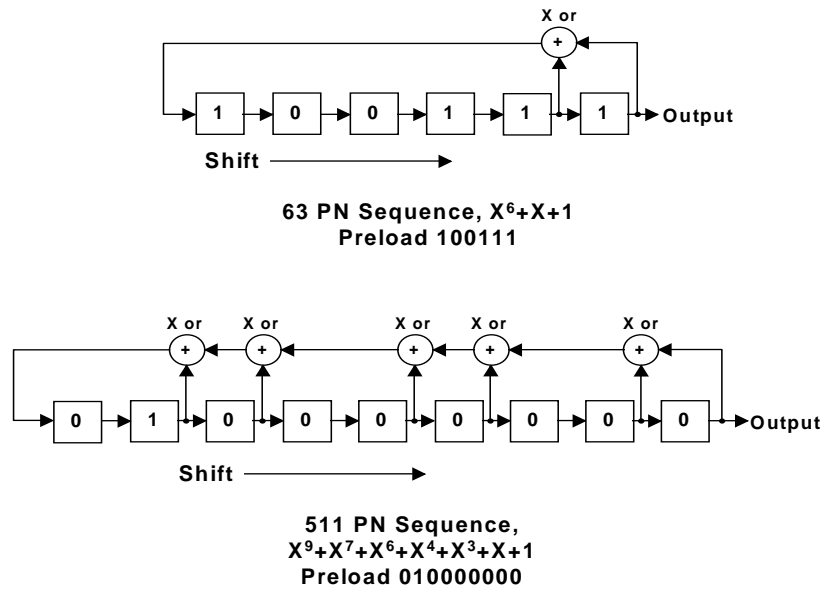 X or
+
1 0 0 1 1 1 Output
Shift
63 PN Sequence, X⁶+X+1
Preload 100111
X or X or X or X or X or
+ + + + +
0 1 0 0 0 0 0 0 0 Output
Shift
511 PN Sequence,
X⁹+X⁷+X⁶+X⁴+X³+X+1
Preload 010000000